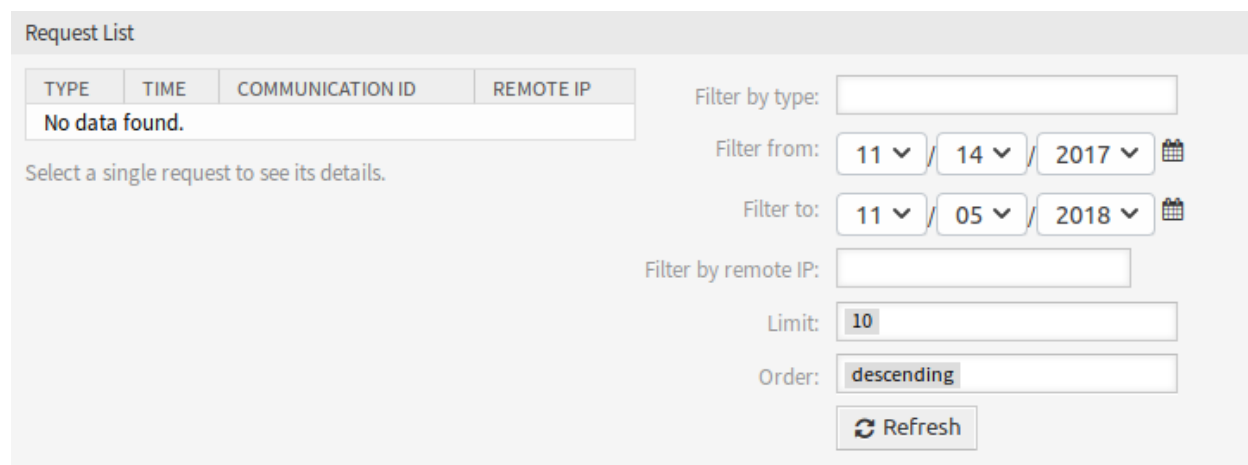 Request List
TYPE TIME COMMUNICATION ID REMOTE IP
No data found.
Select a single request to see its details.
Filter by type:
Filter from: 11 / 14 / 2017
Filter to: 11 / 05 / 2018
Filter by remote IP:
Limit: 10
Order: descending
Refresh